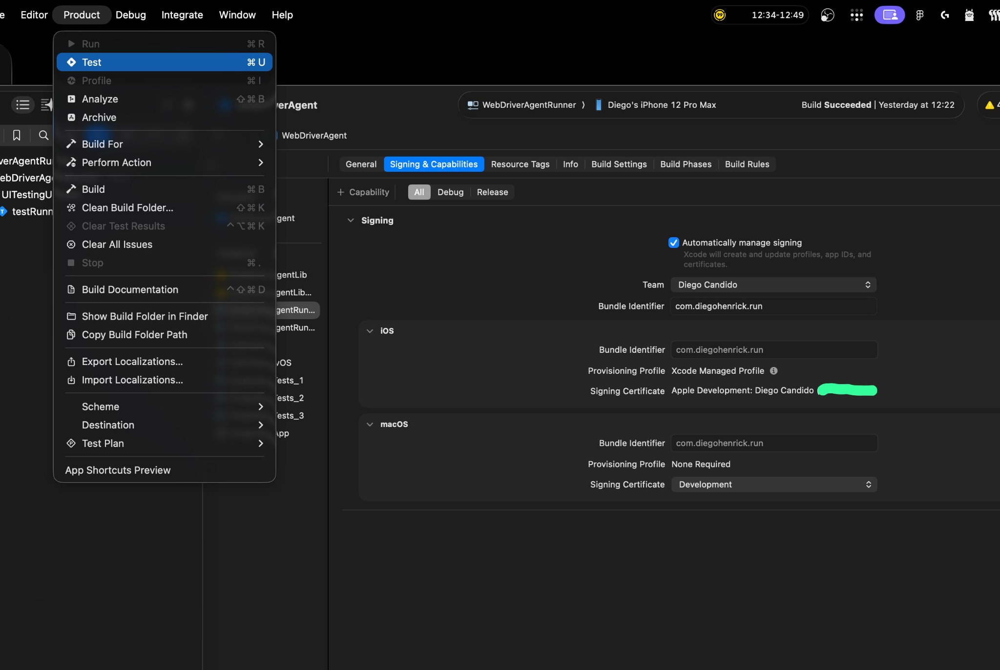 e Editor Product Debug Integrate Window Help 99 12:34-12:49
Run ⌘ R
Test ⌘ U
Profile ⌘ I
Analyze ⇧ ⌘ B
Archive
Build For
Perform Action
Build ⌘ B
Clean Build Folder... ⇧ ⌘ K
Clear Test Results ^ ⌥ ⌘ K
Clear All Issues
Stop ⌘ .
Build Documentation ^ ⇧ ⌘ D
Show Build Folder in Finder
Copy Build Folder Path
Export Localizations...
Import Localizations...
Scheme
Destination
Test Plan
App Shortcuts Preview
verAgentRu
ebDriverAg
UITestingU
testRunn
erAgent
WebDriverAgentRunner 〉 Diego's iPhone 12 Pro Max Build Succeeded | Yesterday at 12:22 4
WebDriverAgent
gent
gentLib
gentLib...
gentRun...
gentRun...
vOS
Tests_1
Tests_2
Tests_3
App
General Signing & Capabilities Resource Tags Info Build Settings Build Phases Build Rules
+ Capability All Debug Release
Signing
Automatically manage signing
Xcode will create and update profiles, app IDs, and
certificates.
Team Diego Candido
Bundle Identifier com.diegohenrick.run
iOS
Bundle Identifier com.diegohenrick.run
Provisioning Profile Xcode Managed Profile
Signing Certificate Apple Development: Diego Candido
macOS
Bundle Identifier com.diegohenrick.run
Provisioning Profile None Required
Signing Certificate Development